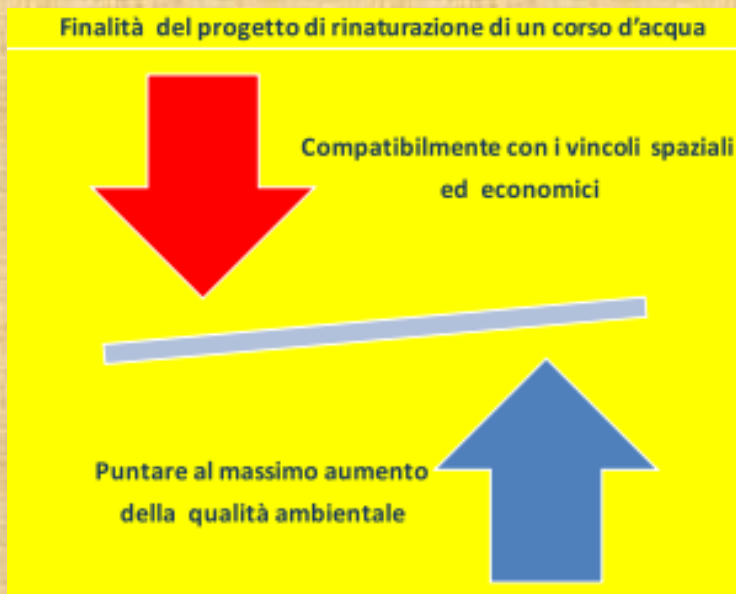 Finalità del progetto di rinaturazione di un corso d'acqua
Compatibilmente con i vincoli spaziali
ed economici
Puntare al massimo aumento
della qualità ambientale